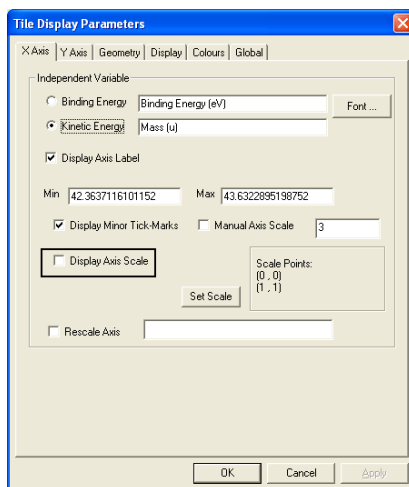 Tile Display Parameters
X Axis Y Axis Geometry Display Colours Global
Independent Variable
Binding Energy Binding Energy (eV) Font ...
Kinetic Energy Mass (u)
Display Axis Label
Min 42.3637116101152 Max 43.6322895198752
Display Minor Tick-Marks Manual Axis Scale 3
Display Axis Scale
Scale Points:
(0 , 0)
(1 , 1)
Set Scale
Rescale Axis
OK Cancel Apply